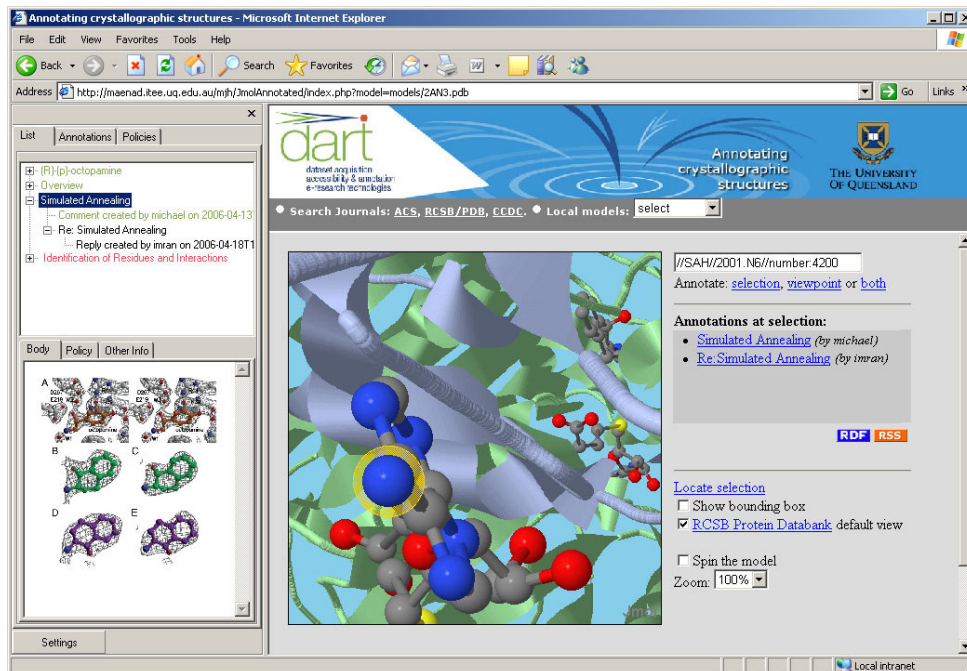 Annotating crystallographic structures - Microsoft Internet Explorer
File Edit View Favorites Tools Help
Back Search Favorites
Address http://maenad.itee.uq.edu.au/mjh/JmolAnnotated/index.php?model=models/2AN3.pdb Go Links »
×
List Annotations Policies
(R)-(p)-octopamine
Overview
Simulated Annealing
Comment created by michael on 2006-04-13
Re: Simulated Annealing
Reply created by imran on 2006-04-18T1
Identification of Residues and Interactions
Body Policy Other Info
A
octopamine
B C
D E
Settings
dart
dataset acquisition
accessibility & annotation
e-research technologies
Annotating
crystallographic
structures
THE UNIVERSITY
OF QUEENSLAND
Search Journals: ACS, RCSB/PDB, CCDC. Local models: select
Jmol
//SAH//2001.N6//number:4200
Annotate: selection, viewpoint or both
Annotations at selection:
Simulated Annealing (by michael)
Re:Simulated Annealing (by imran)
RDF RSS
Locate selection
Show bounding box
RCSB Protein Databank default view
Spin the model
Zoom: 100%
Local intranet